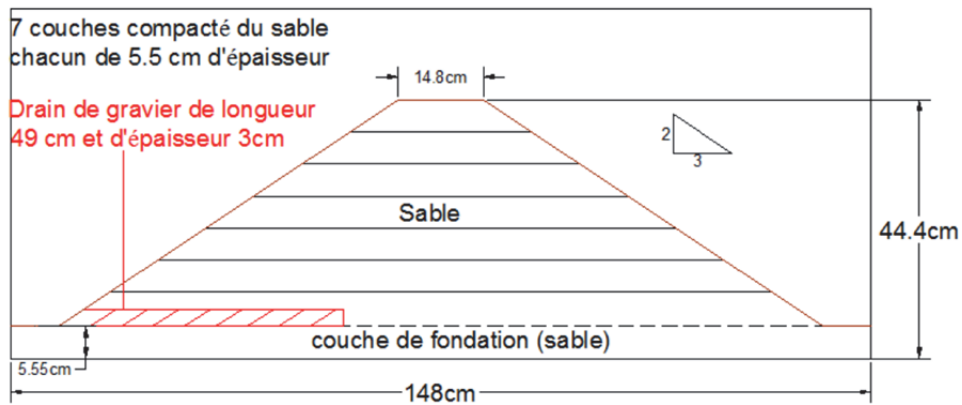 7 couches compacté du sable
chacun de 5.5 cm d'épaisseur
14.8cm
Drain de gravier de longueur
49 cm et d'épaisseur 3cm
2
3
Sable
44.4cm
couche de fondation (sable)
5.55cm
148cm